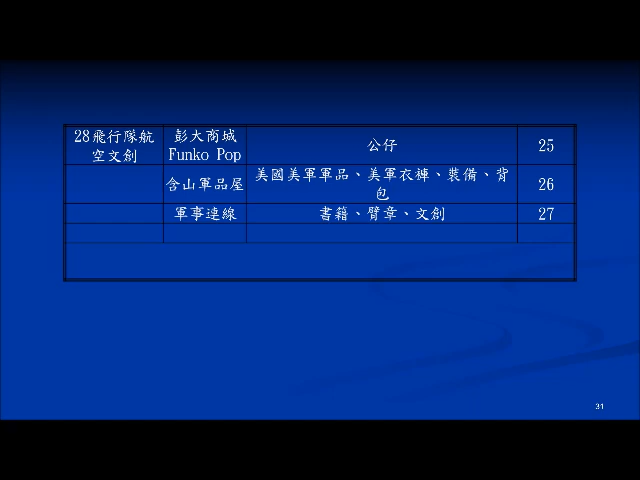 28飛行隊航
空文創
彭大商城
Funko Pop
公仔
25
含山軍品屋
美國美軍軍品、美軍衣褲、裝備、背
包
26
軍事連線
書籍、臂章、文創
27
31